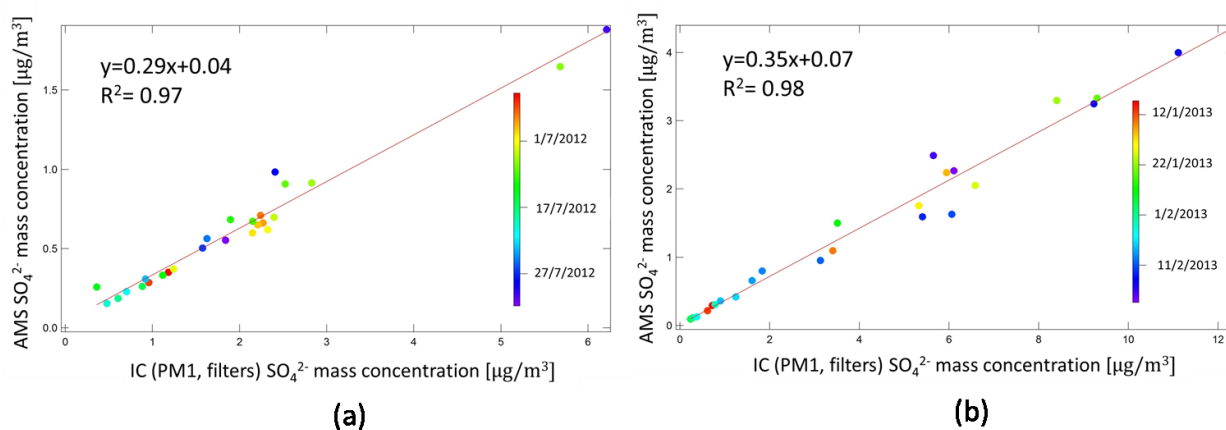 AMS SO₄²⁻ mass concentration [µg/m³]
y=0.29x+0.04
R²= 0.97
1.5
1.0
0.5
0.0
1/7/2012
17/7/2012
27/7/2012
0 1 2 3 4 5 6
IC (PM1, filters) SO₄²⁻ mass concentration [µg/m³]
(a)
AMS SO₄²⁻ mass concentration [µg/m³]
y=0.35x+0.07
R²= 0.98
4
3
2
1
0
12/1/2013
22/1/2013
1/2/2013
11/2/2013
0 2 4 6 8 10 12
IC (PM1, filters) SO₄²⁻ mass concentration [µg/m³]
(b)